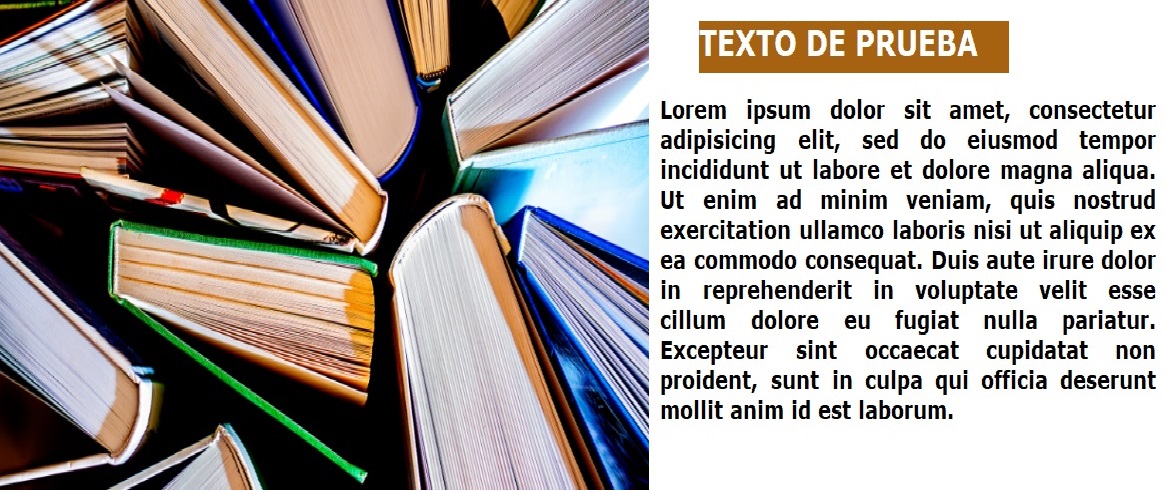 TEXTO DE PRUEBA
Lorem ipsum dolor sit amet, consectetur
adipisicing elit, sed do eiusmod tempor
incididunt ut labore et dolore magna aliqua.
Ut enim ad minim veniam, quis nostrud
exercitation ullamco laboris nisi ut aliquip ex
ea commodo consequat. Duis aute irure dolor
in reprehenderit in voluptate velit esse
cillum dolore eu fugiat nulla pariatur.
Excepteur sint occaecat cupidatat non
proident, sunt in culpa qui officia deserunt
mollit anim id est laborum.